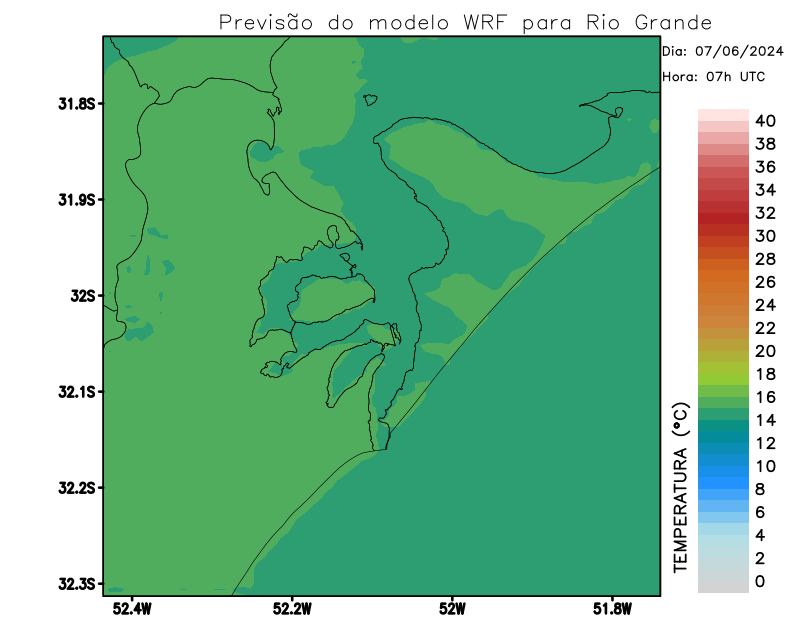 Previsão do modelo WRF para Rio Grande
Dia: 07/06/2024
Hora: 07h UTC
31.8S
31.9S
32S
32.1S
32.2S
32.3S
52.4W
52.2W
52W
51.8W
TEMPERATURA (°C)
40
38
36
34
32
30
28
26
24
22
20
18
16
14
12
10
8
6
4
2
0